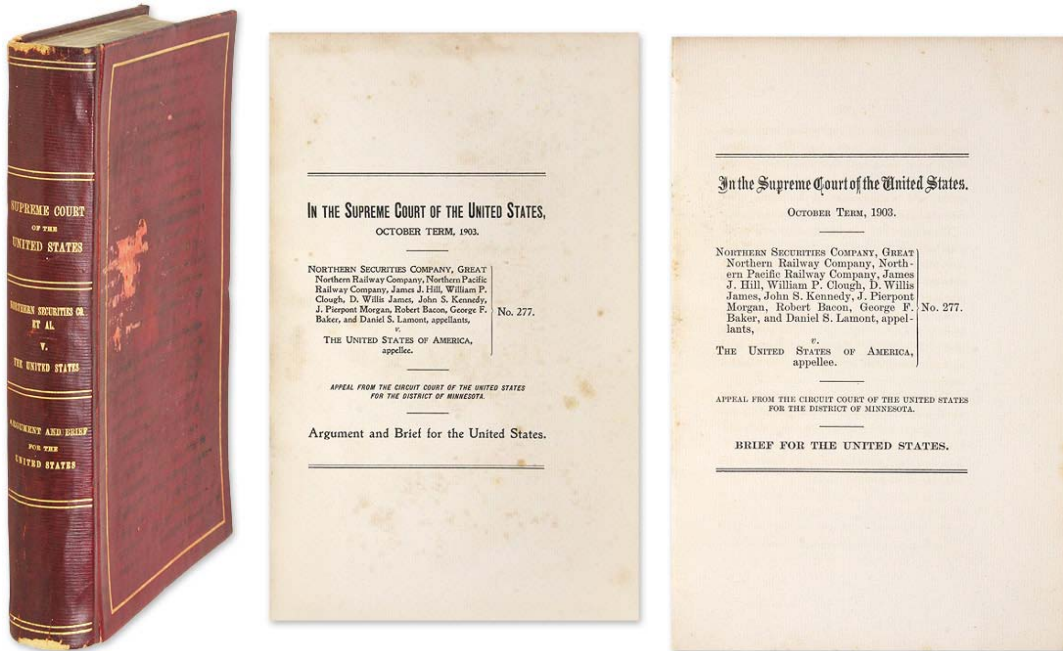 SUPREME COURT
OF THE
UNITED STATES
NORTHERN SECURITIES CO.
ET AL.
V.
THE UNITED STATES
ARGUMENT AND BRIEF
FOR THE
UNITED STATES
IN THE SUPREME COURT OF THE UNITED STATES,
OCTOBER TERM, 1903.
NORTHERN SECURITIES COMPANY, GREAT
Northern Railway Company, Northern Pacific
Railway Company, James J. Hill, William P.
Clough, D. Willis James, John S. Kennedy,
J. Pierpont Morgan, Robert Bacon, George F.
Baker, and Daniel S. Lamont, appellants,
v.
THE UNITED STATES OF AMERICA,
appellee.
No. 277.
APPEAL FROM THE CIRCUIT COURT OF THE UNITED STATES
FOR THE DISTRICT OF MINNESOTA.
Argument and Brief for the United States.
In the Supreme Court of the United States.
OCTOBER TERM, 1903.
NORTHERN SECURITIES COMPANY, GREAT
Northern Railway Company, North-
ern Pacific Railway Company, James
J. Hill, William P. Clough, D. Willis
James, John S. Kennedy, J. Pierpont
Morgan, Robert Bacon, George F.
Baker, and Daniel S. Lamont, appel-
lants,
v.
THE UNITED STATES OF AMERICA,
appellee.
No. 277.
APPEAL FROM THE CIRCUIT COURT OF THE UNITED STATES
FOR THE DISTRICT OF MINNESOTA.
BRIEF FOR THE UNITED STATES.